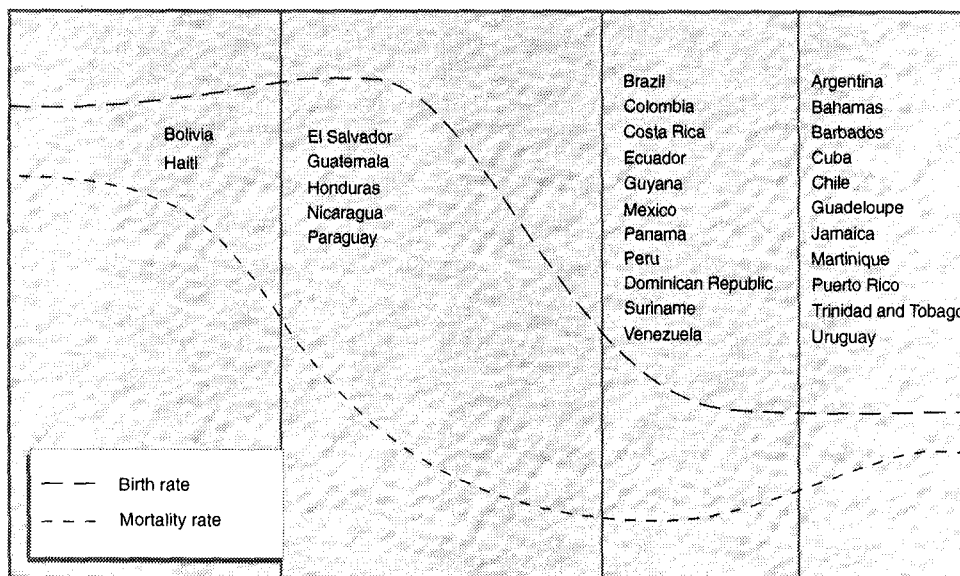 Bolivia
Haiti
El Salvador
Guatemala
Honduras
Nicaragua
Paraguay
Brazil
Colombia
Costa Rica
Ecuador
Guyana
Mexico
Panama
Peru
Dominican Republic
Suriname
Venezuela
Argentina
Bahamas
Barbados
Cuba
Chile
Guadeloupe
Jamaica
Martinique
Puerto Rico
Trinidad and Tobago
Uruguay
Birth rate
Mortality rate